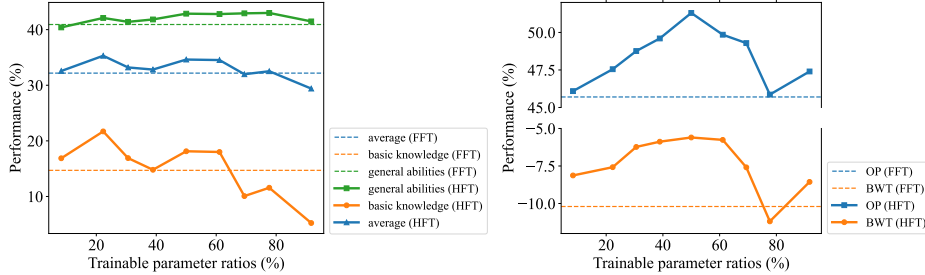 Performance (%)
40
30
20
10
20
40
60
80
Trainable parameter ratios (%)
average (FFT)
basic knowledge (FFT)
general abilities (FFT)
general abilities (HFT)
basic knowledge (HFT)
average (HFT)
Performance (%)
50.0
47.5
45.0
−5.0
−7.5
−10.0
20
40
60
80
Trainable parameter ratios (%)
OP (FFT)
BWT (FFT)
OP (HFT)
BWT (HFT)